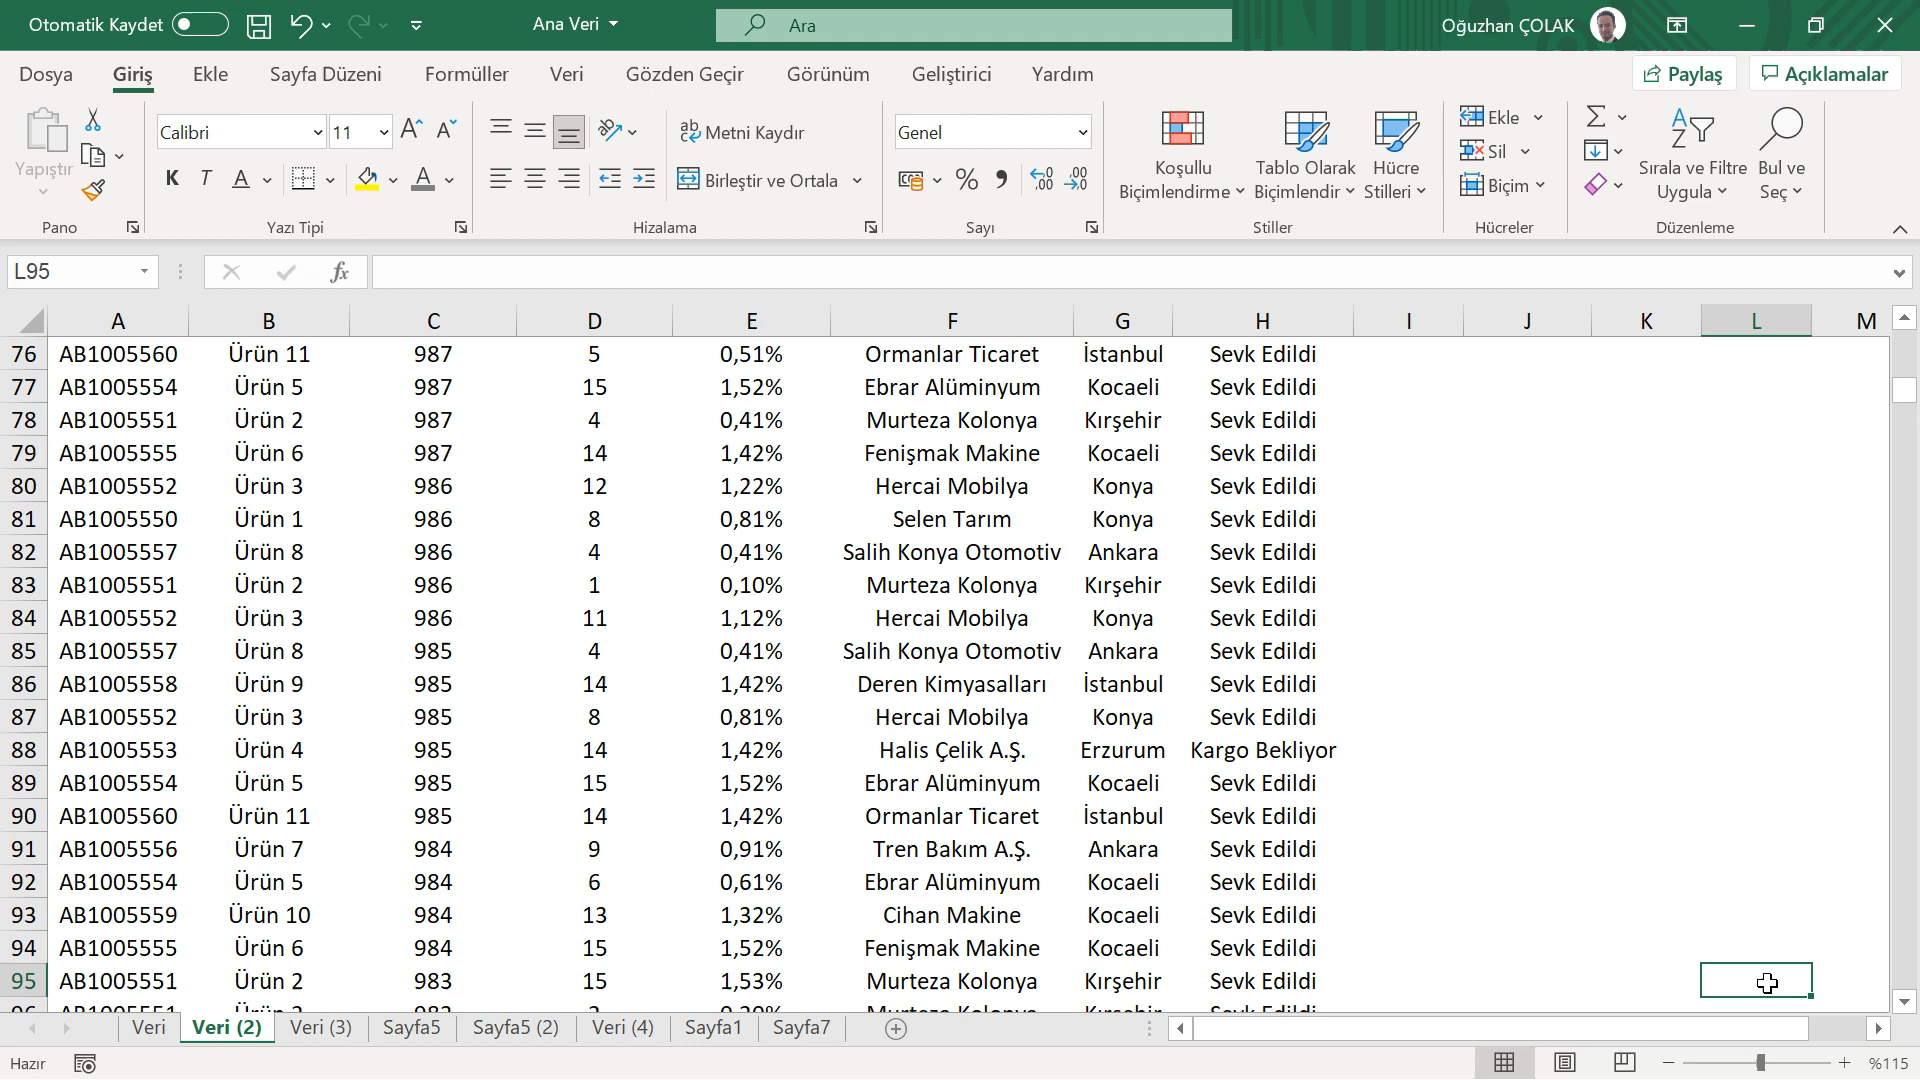 Otomatik Kaydet Ana Veri Ara Oğuzhan ÇOLAK
Dosya Giriş Ekle Sayfa Düzeni Formüller Veri Gözden Geçir Görünüm Geliştirici Yardım Paylaş Açıklamalar
Yapıştır
Pano
Calibri 11
K T A A
Yazı Tipi
Metni Kaydır
Birleştir ve Ortala
Hizalama
Genel
Sayı
Koşullu Biçimlendirme
Tablo Olarak Biçimlendir
Hücre Stilleri
Stiller
Ekle
Sil
Biçim
Hücreler
Sırala ve Filtre Uygula
Bul ve Seç
Düzenleme
L95 fx
A B C D E F G H I J K L M
76 AB1005560 Ürün 11 987 5 0,51% Ormanlar Ticaret İstanbul Sevk Edildi
77 AB1005554 Ürün 5 987 15 1,52% Ebrar Alüminyum Kocaeli Sevk Edildi
78 AB1005551 Ürün 2 987 4 0,41% Murteza Kolonya Kırşehir Sevk Edildi
79 AB1005555 Ürün 6 987 14 1,42% Fenişmak Makine Kocaeli Sevk Edildi
80 AB1005552 Ürün 3 986 12 1,22% Hercai Mobilya Konya Sevk Edildi
81 AB1005550 Ürün 1 986 8 0,81% Selen Tarım Konya Sevk Edildi
82 AB1005557 Ürün 8 986 4 0,41% Salih Konya Otomotiv Ankara Sevk Edildi
83 AB1005551 Ürün 2 986 1 0,10% Murteza Kolonya Kırşehir Sevk Edildi
84 AB1005552 Ürün 3 986 11 1,12% Hercai Mobilya Konya Sevk Edildi
85 AB1005557 Ürün 8 985 4 0,41% Salih Konya Otomotiv Ankara Sevk Edildi
86 AB1005558 Ürün 9 985 14 1,42% Deren Kimyasalları İstanbul Sevk Edildi
87 AB1005552 Ürün 3 985 8 0,81% Hercai Mobilya Konya Sevk Edildi
88 AB1005553 Ürün 4 985 14 1,42% Halis Çelik A.Ş. Erzurum Kargo Bekliyor
89 AB1005554 Ürün 5 985 15 1,52% Ebrar Alüminyum Kocaeli Sevk Edildi
90 AB1005560 Ürün 11 985 14 1,42% Ormanlar Ticaret İstanbul Sevk Edildi
91 AB1005556 Ürün 7 984 9 0,91% Tren Bakım A.Ş. Ankara Sevk Edildi
92 AB1005554 Ürün 5 984 6 0,61% Ebrar Alüminyum Kocaeli Sevk Edildi
93 AB1005559 Ürün 10 984 13 1,32% Cihan Makine Kocaeli Sevk Edildi
94 AB1005555 Ürün 6 984 15 1,52% Fenişmak Makine Kocaeli Sevk Edildi
95 AB1005551 Ürün 2 983 15 1,53% Murteza Kolonya Kırşehir Sevk Edildi
Veri Veri (2) Veri (3) Sayfa5 Sayfa5 (2) Veri (4) Sayfa1 Sayfa7
Hazır %115